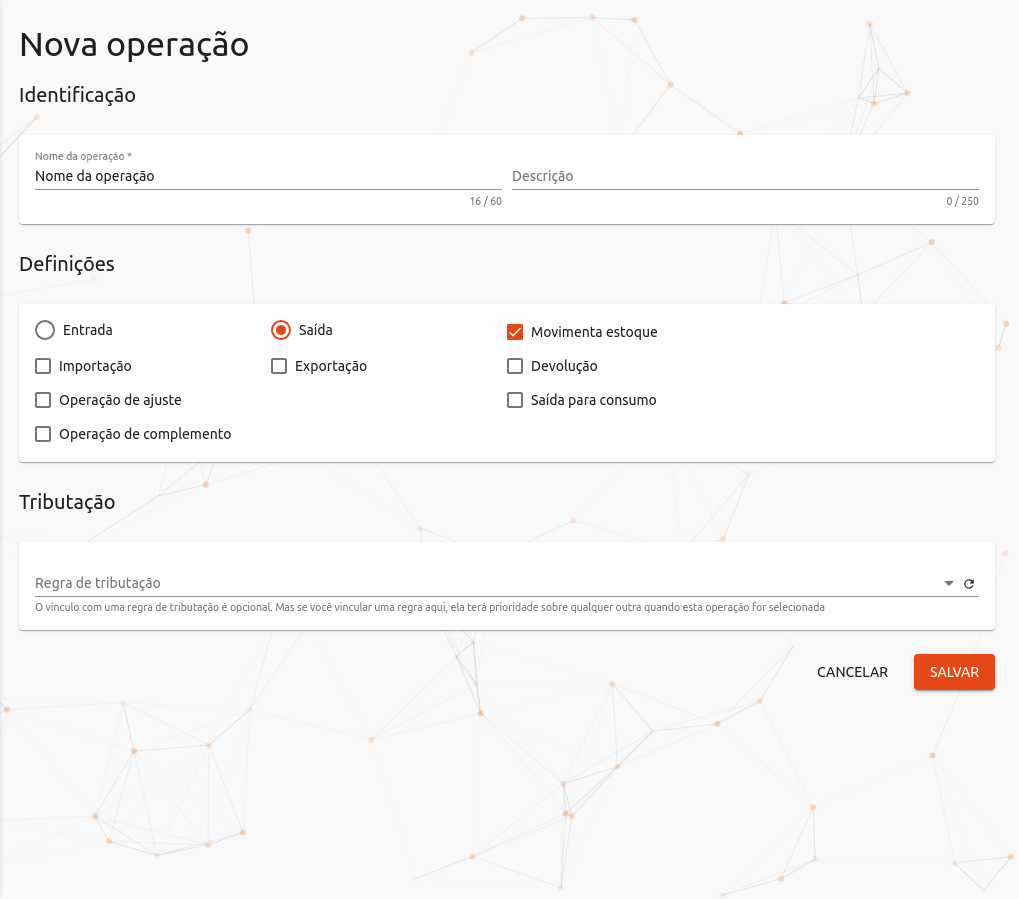 Nova operação
Identificação
Nome da operação *
Nome da operação
Descrição
16 / 60
0 / 250
Definições
Entrada
Saída
Movimenta estoque
Importação
Exportação
Devolução
Operação de ajuste
Saída para consumo
Operação de complemento
Tributação
Regra de tributação
O vínculo com uma regra de tributação é opcional. Mas se você vincular uma regra aqui, ela terá prioridade sobre qualquer outra quando esta operação for selecionada
CANCELAR
SALVAR